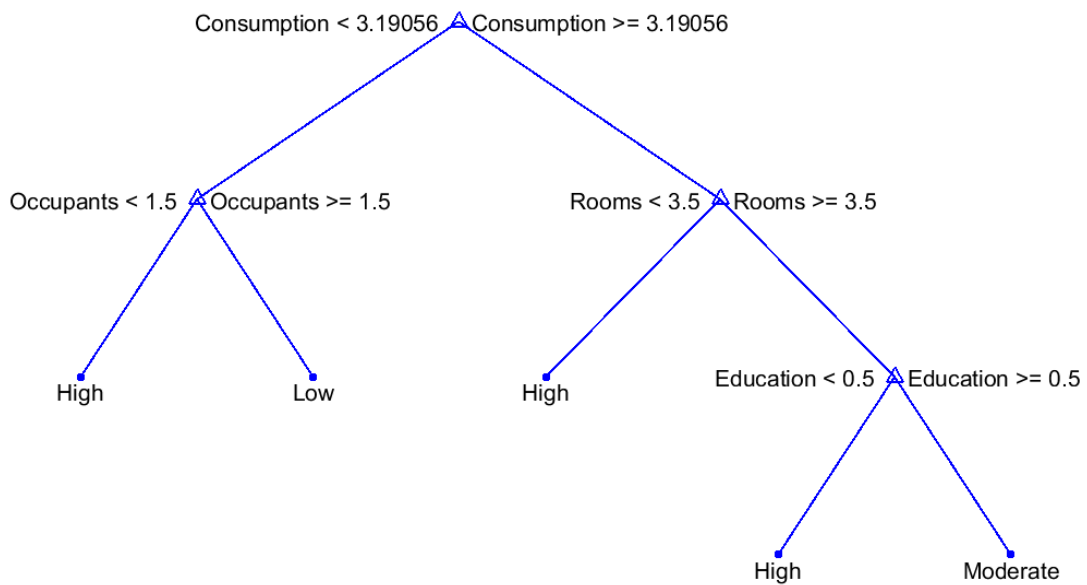 Consumption < 3.19056 Consumption >= 3.19056
Occupants < 1.5 Occupants >= 1.5
Rooms < 3.5 Rooms >= 3.5
High
Low
High
Education < 0.5 Education >= 0.5
High
Moderate